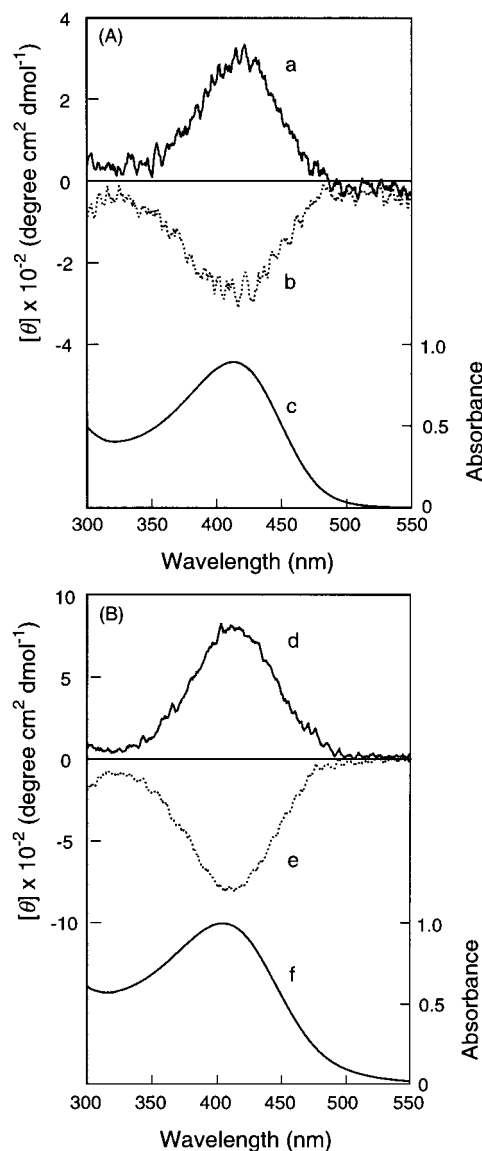 (A)
a
3
0
-2
-4
[θ] x 10⁻² (degree cm² dmol⁻¹)
b
c
1.0
0.5
0
Absorbance
300 350 400 450 500 550
Wavelength (nm)
(B)
d
10
5
0
-5
-10
[θ] x 10⁻² (degree cm² dmol⁻¹)
e
f
1.0
0.5
0
Absorbance
300 350 400 450 500 550
Wavelength (nm)